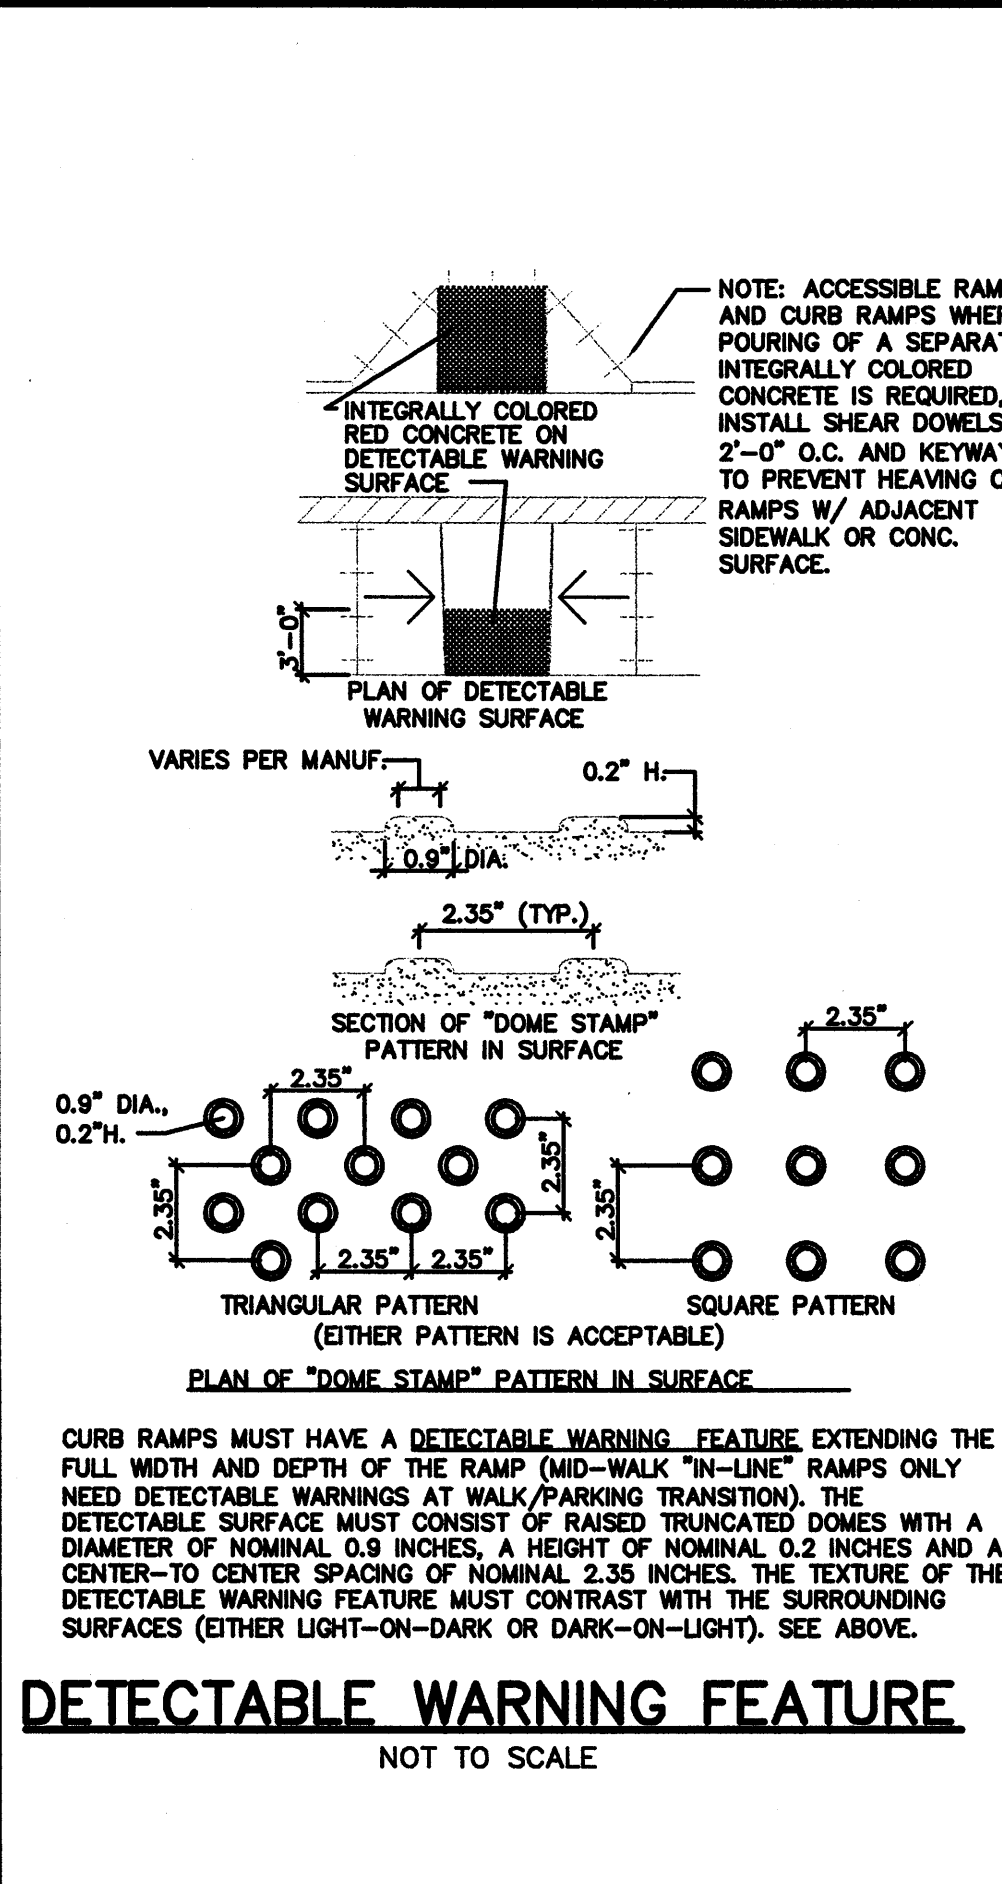 NOTE: ACCESSIBLE
AND CURB RAMPS
POURING OF A
INTEGRALLY COLORED
CONCRETE IS REQUIRED,
INSTALL SHEAR DOWELS
2'-0" O.C. AND
TO PREVENT HEAVING
RAMPS W/ ADJACENT
SIDEWALK OR CONC.
SURFACE.
INTEGRALLY COLORED
RED CONCRETE ON
DETECTABLE WARNING
SURFACE
3'-0"
PLAN OF DETECTABLE
WARNING SURFACE
VARIES PER MANUF.
0.2" H.
0.9" DIA.
2.35" (TYP.)
SECTION OF "DOME STAMP"
PATTERN IN SURFACE
2.35"
2.35"
0.9" DIA.,
0.2"H.
2.35"
2.35"
2.35"
2.35"
2.35"
TRIANGULAR PATTERN
2.35"
SQUARE PATTERN
(EITHER PATTERN IS ACCEPTABLE)
PLAN OF "DOME STAMP" PATTERN IN SURFACE
CURB RAMPS MUST HAVE A DETECTABLE WARNING FEATURE EXTENDING THE
FULL WIDTH AND DEPTH OF THE RAMP (MID-WALK "IN-LINE" RAMPS ONLY
NEED DETECTABLE WARNINGS AT WALK/PARKING TRANSITION). THE
DETECTABLE SURFACE MUST CONSIST OF RAISED TRUNCATED DOMES WITH A
DIAMETER OF NOMINAL 0.9 INCHES, A HEIGHT OF NOMINAL 0.2 INCHES AND A
CENTER-TO CENTER SPACING OF NOMINAL 2.35 INCHES. THE TEXTURE OF THE
DETECTABLE WARNING FEATURE MUST CONTRAST WITH THE SURROUNDING
SURFACES (EITHER LIGHT-ON-DARK OR DARK-ON-LIGHT). SEE ABOVE.
DETECTABLE WARNING FEATURE
NOT TO SCALE